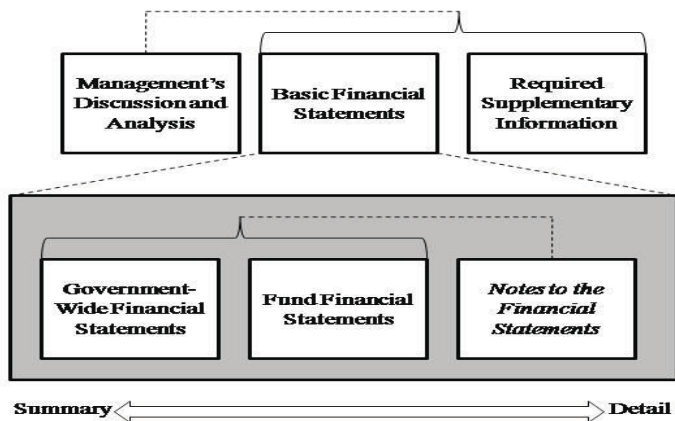 Management's
Discussion and
Analysis
Basic Financial
Statements
Required
Supplementary
Information
Government-
Wide Financial
Statements
Fund Financial
Statements
Notes to the
Financial
Statements
Summary
Detail